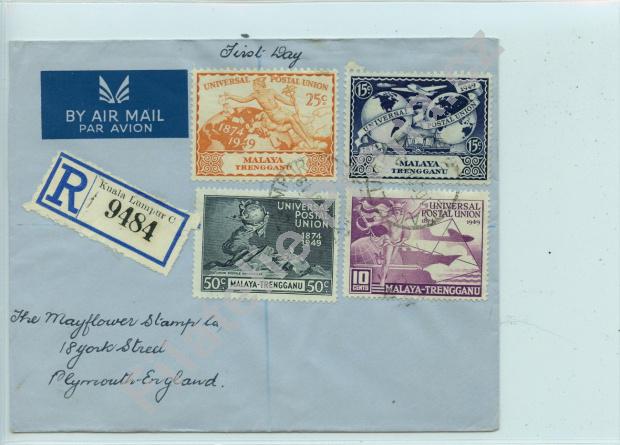 First Day
BY AIR MAIL
PAR AVION
R
Kuala Lumpur C
9484
UNIVERSAL POSTAL UNION
25c
1874
1949
MALAYA
TRENGGANU
15c
1874
1949
UNIVERSAL POSTAL UNION
15c
MALAYA
TRENGGANU
UNIVERSAL
POSTAL
UNION
1874
1949
50c MALAYA-TRENGGANU 50c
UNIVERSAL
POSTAL UNION
1874 1949
10
CENTS
MALAYA-TRENGGANU
The Mayflower Stamp Co
18 York Street
Plymouth-England.